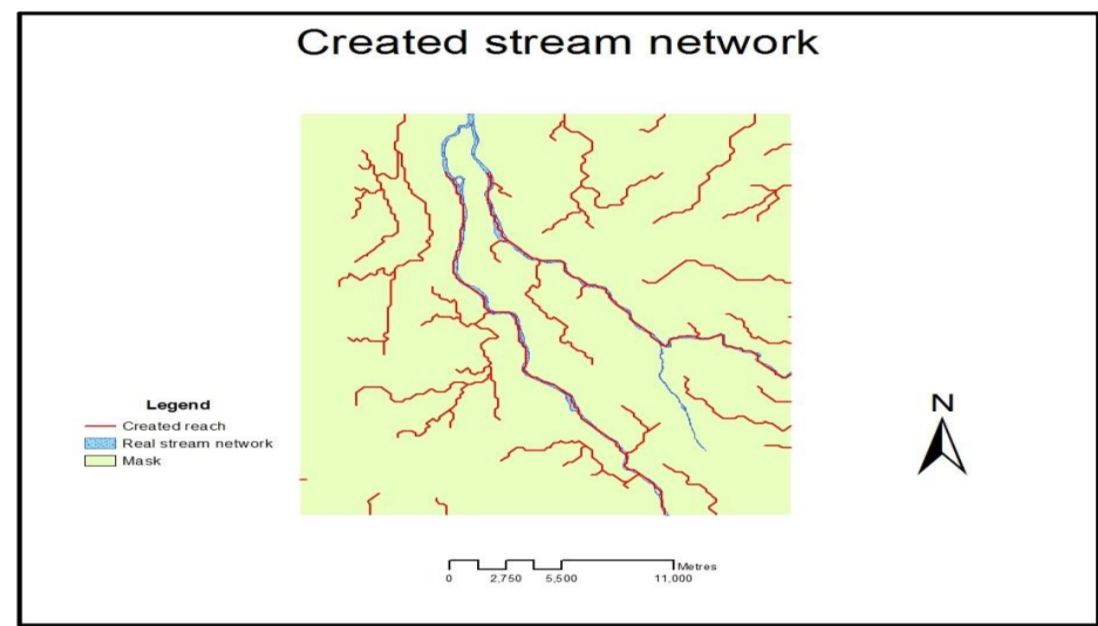 Created stream network
Legend
Created reach
Real stream network
Mask
N
Metres
0 2,750 5,500 11,000